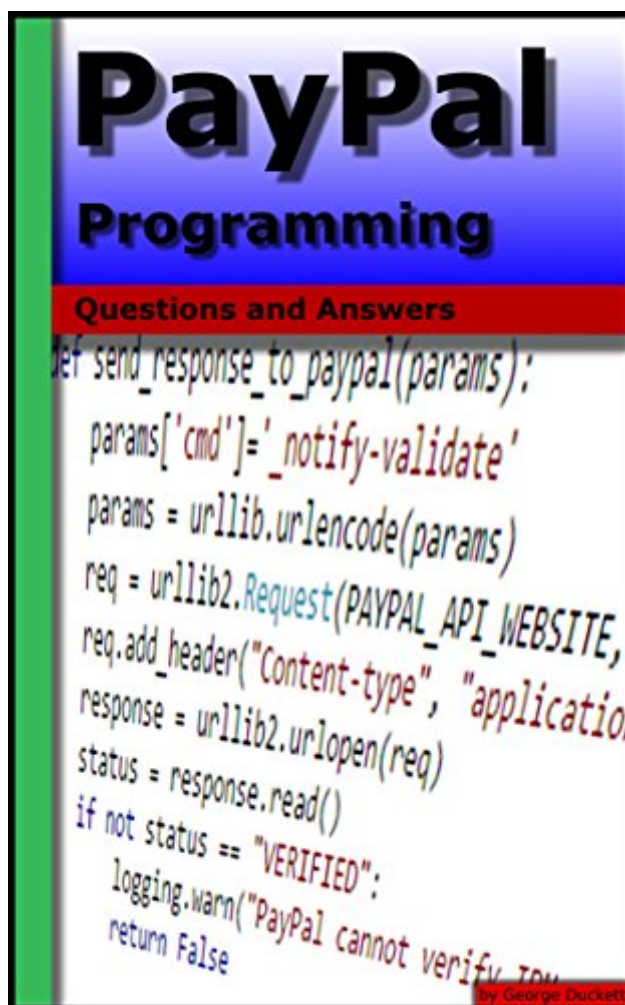 PayPal
Programming
Questions and Answers
def send_response_to_paypal(params):
params['cmd']='_notify-validate'
params = urllib.urlencode(params)
req = urllib2.Request(PAYPAL_API_WEBSITE,
req.add_header("Content-type", "application
response = urllib2.urlopen(req)
status = response.read()
if not status == "VERIFIED":
logging.warn("PayPal cannot verify IPN
return False
by George Duckett